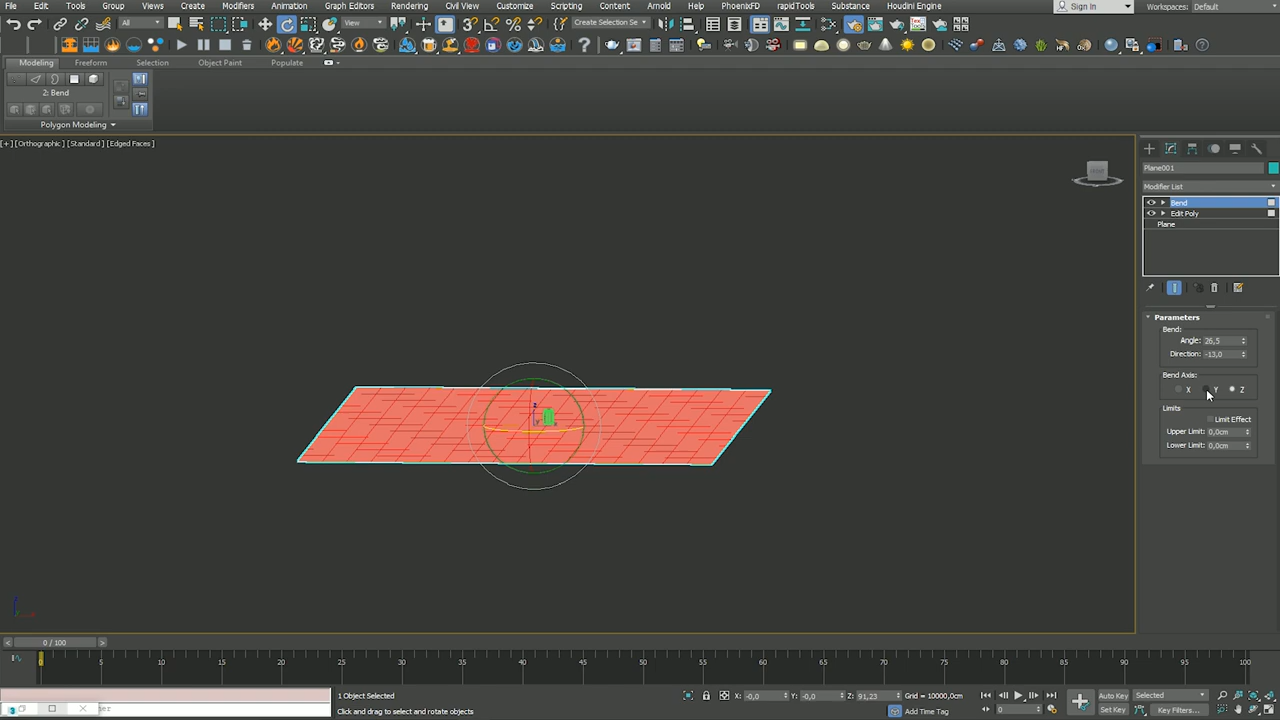 File Edit Tools Group Views Create Modifiers Animation Graph Editors Rendering Civil View Customize Scripting Content Arnold Help PhoenixFD rapidTools Substance Houdini Engine Sign In Workspaces: Default
All View Create Selection Se
Modeling Freeform Selection Object Paint Populate
2: Bend
Polygon Modeling
[+] [Orthographic] [Standard] [Edged Faces]
Plane001
Modifier List
Bend
Edit Poly
Plane
Parameters
Bend:
Angle: 26,5
Direction: -13,0
Bend Axis:
X Y Z
Limits
Limit Effect
Upper Limit: 0,0cm
Lower Limit: 0,0cm
0 / 100
0 5 10 15 20 25 30 35 40 45 50 55 60 65 70 75 80 85 90 95 100
1 Object Selected X: -0,0 Y: -0,0 Z: 91,23 Grid = 10000,0cm Auto Key Selected
Click and drag to select and rotate objects Add Time Tag 0 Set Key Key Filters...